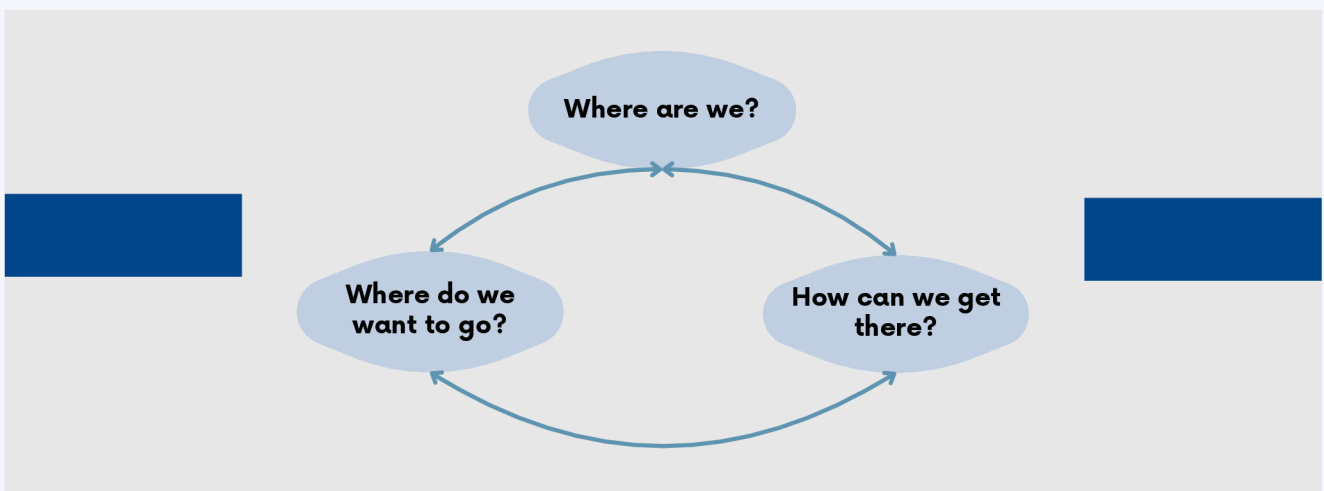 Where are we?
Where do we
want to go?
How can we get
there?